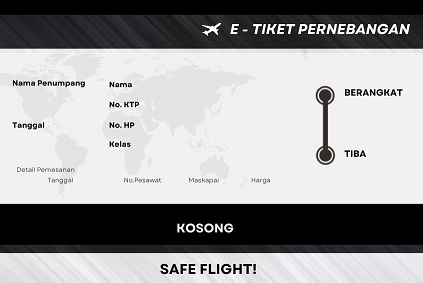 E - TIKET PERNEBANGAN
Nama Penumpang
Nama
No. KTP
Tanggal
No. HP
Kelas
BERANGKAT
TIBA
Detail Pemesanan
Tanggal No.Pesawat Maskapai Harga
KOSONG
SAFE FLIGHT!